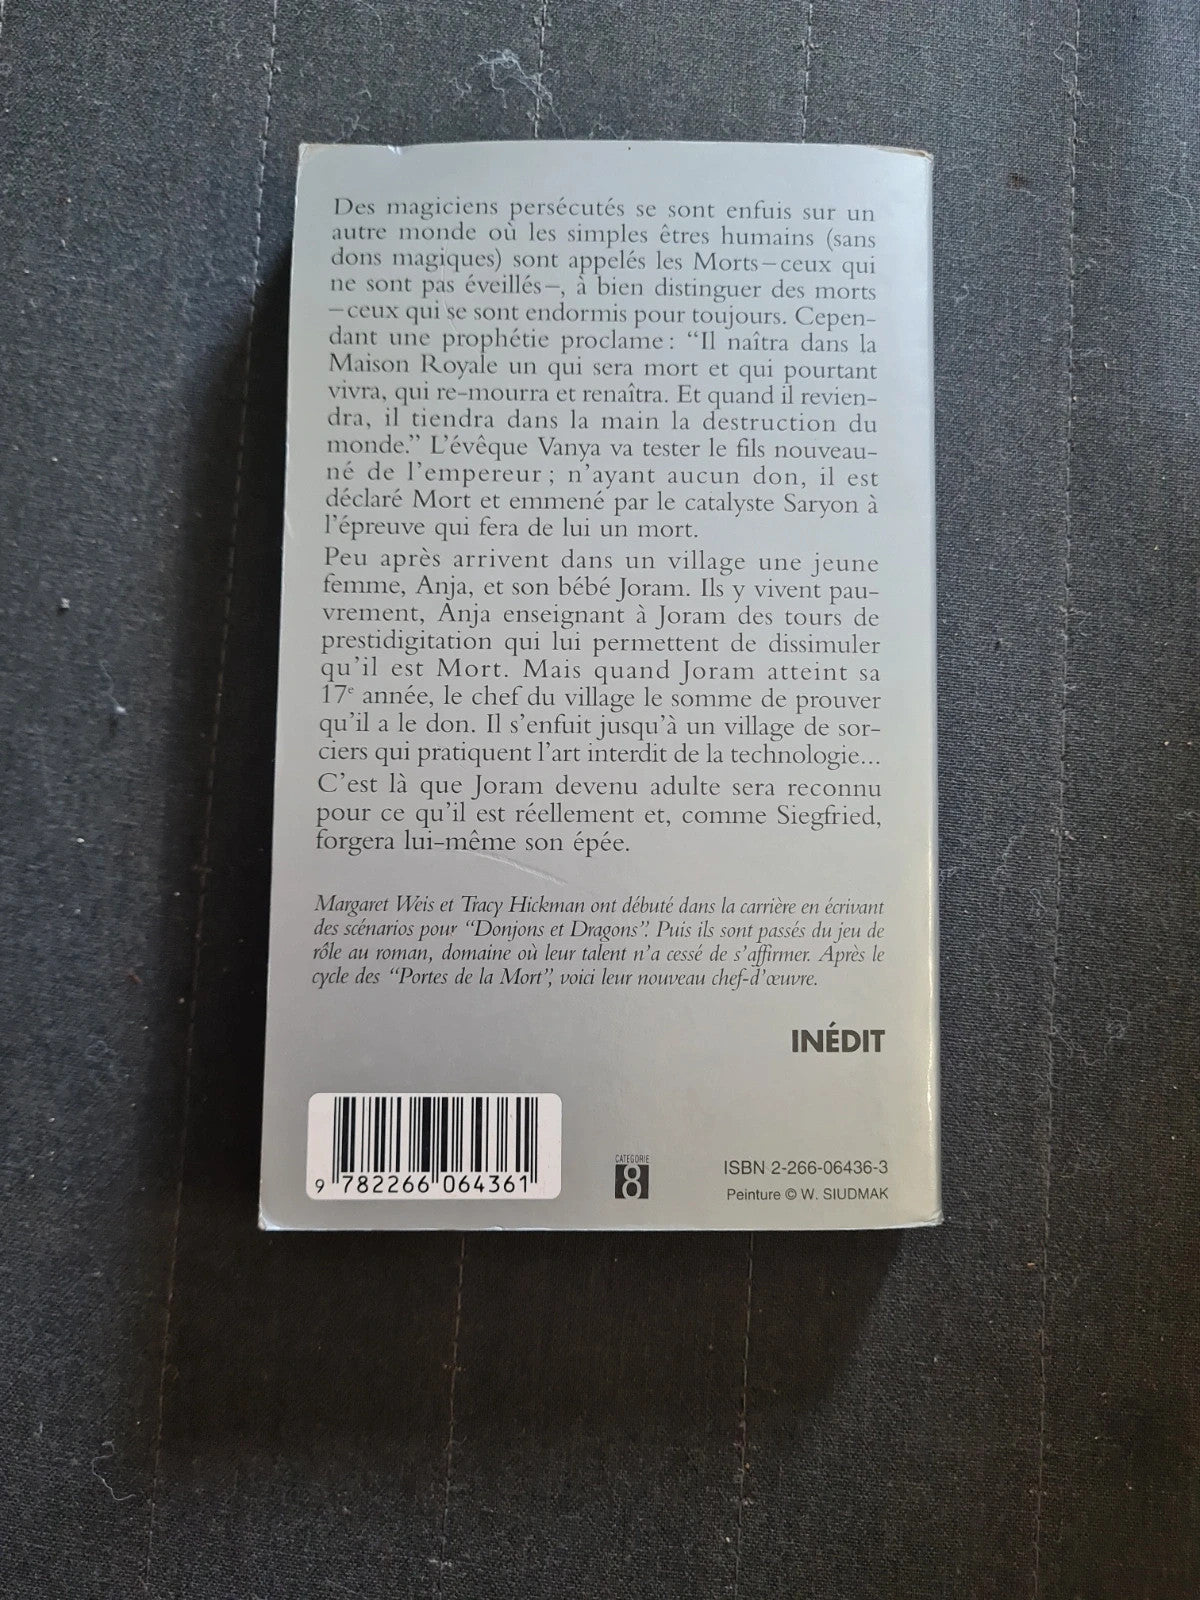 Des magiciens persécutés se sont enfuis sur un
autre monde où les simples êtres humains (sans
dons magiques) sont appelés les Morts–ceux qui
ne sont pas éveillés–, à bien distinguer des morts
–ceux qui se sont endormis pour toujours. Cepen-
dant une prophétie proclame : “Il naîtra dans la
Maison Royale un qui sera mort et qui pourtant
vivra, qui re-mourra et renaîtra. Et quand il revien-
dra, il tiendra dans la main la destruction du
monde.” L’évêque Vanya va tester le fils nouveau-
né de l’empereur ; n’ayant aucun don, il est
déclaré Mort et emmené par le catalyste Saryon à
l’épreuve qui fera de lui un mort.
Peu après arrivent dans un village une jeune
femme, Anja, et son bébé Joram. Ils y vivent pau-
vrement, Anja enseignant à Joram des tours de
prestidigitation qui lui permettent de dissimuler
qu’il est Mort. Mais quand Joram atteint sa
17e année, le chef du village le somme de prouver
qu’il a le don. Il s’enfuit jusqu’à un village de sor-
ciers qui pratiquent l’art interdit de la technologie...
C’est là que Joram devenu adulte sera reconnu
pour ce qu’il est réellement et, comme Siegfried,
forgera lui-même son épée.
Margaret Weis et Tracy Hickman ont débuté dans la carrière en écrivant
des scénarios pour “Donjons et Dragons”. Puis ils sont passés du jeu de
rôle au roman, domaine où leur talent n’a cessé de s’affirmer. Après le
cycle des “Portes de la Mort”, voici leur nouveau chef-d’œuvre.
INÉDIT
9 782266 064361
CATÉGORIE
8
ISBN 2-266-06436-3
Peinture © W. SIUDMAK